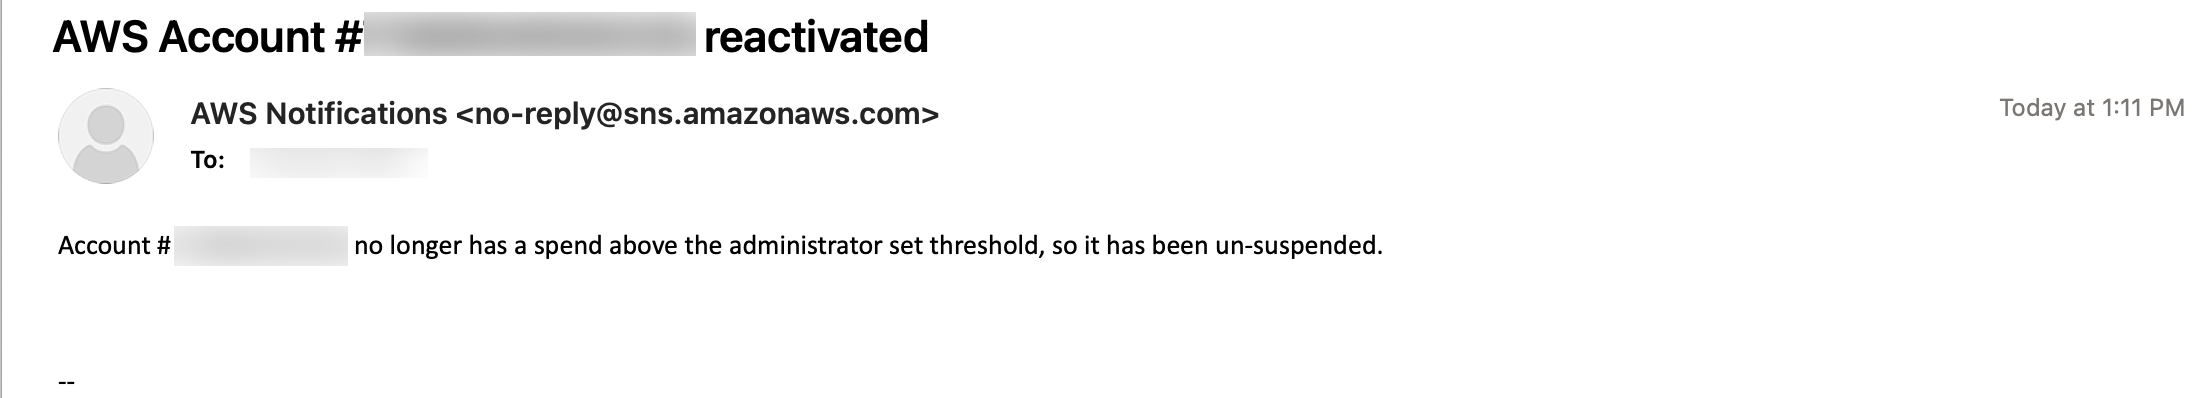 AWS Account # reactivated
AWS Notifications <no-reply@sns.amazonaws.com>
Today at 1:11 PM
To:
Account # no longer has a spend above the administrator set threshold, so it has been un-suspended.
--